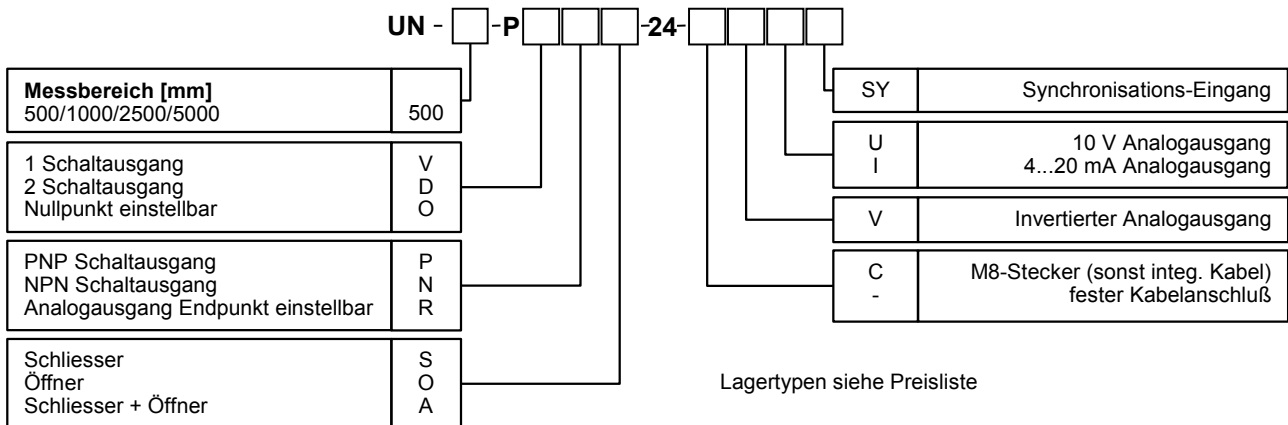 UN - -P -24-
Messbereich [mm]
500/1000/2500/5000 500
1 Schaltausgang V
2 Schaltausgang D
Nullpunkt einstellbar O
PNP Schaltausgang P
NPN Schaltausgang N
Analogausgang Endpunkt einstellbar R
Schliesser S
Öffner O
Schliesser + Öffner A
SY Synchronisations-Eingang
U 10 V Analogausgang
I 4...20 mA Analogausgang
V Invertierter Analogausgang
C M8-Stecker (sonst integ. Kabel)
- fester Kabelanschluß
Lagertypen siehe Preisliste